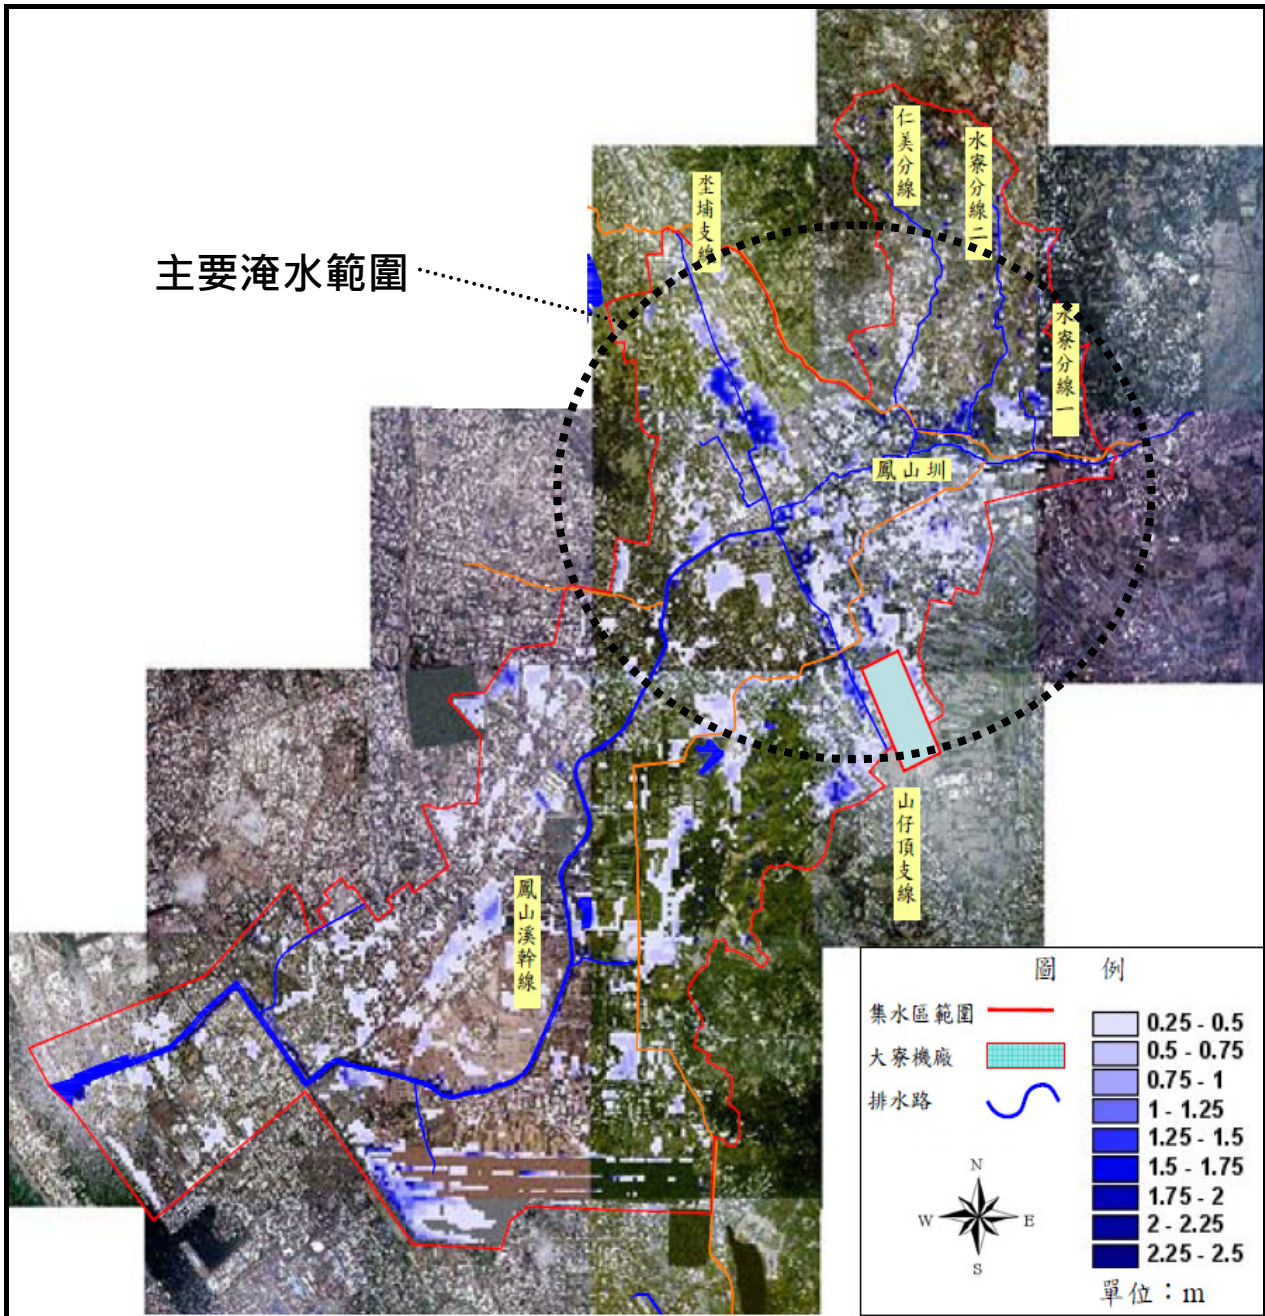 仁美分線
水寮分線二
坔埔支線
主要淹水範圍
水寮分線一
鳳山圳
山仔頂支線
鳳山溪幹線
圖 例
集水區範圍
大寮機廠
排水路
0.25 - 0.5
0.5 - 0.75
0.75 - 1
1 - 1.25
1.25 - 1.5
1.5 - 1.75
1.75 - 2
2 - 2.25
2.25 - 2.5
單位：m
N
W
E
S